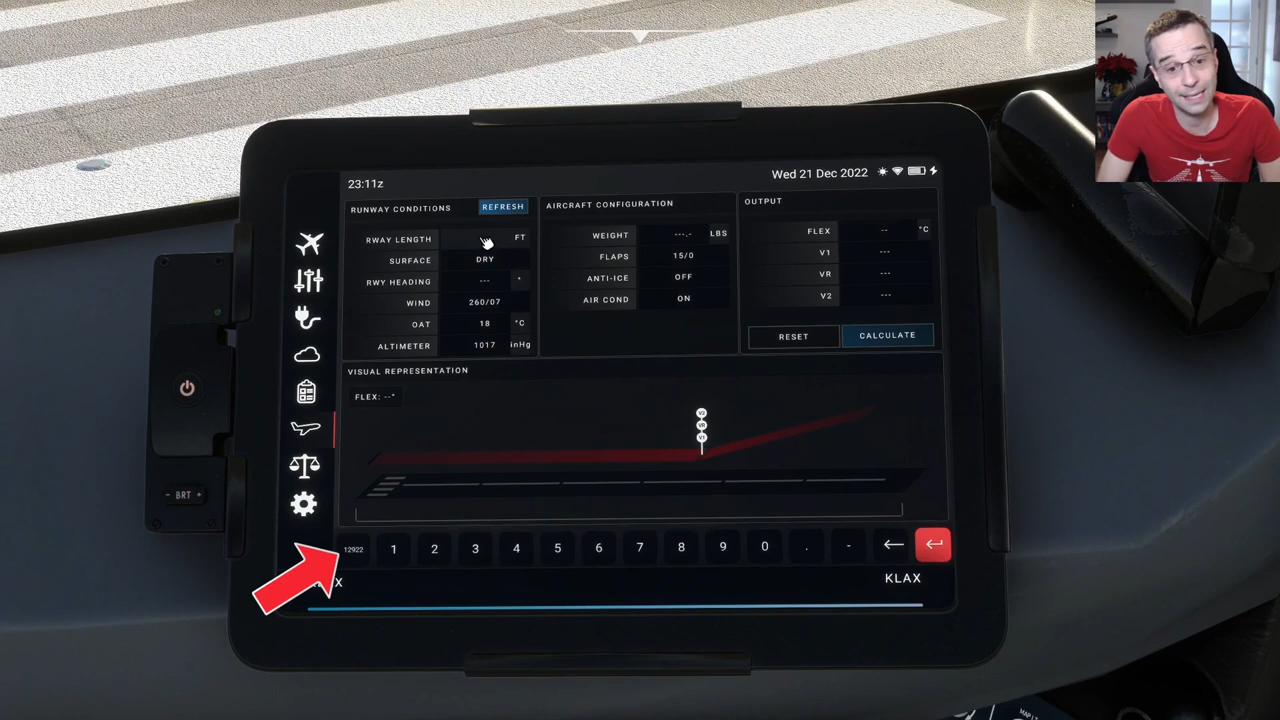 23:11z
Wed 21 Dec 2022
RUNWAY CONDITIONS
REFRESH
RWAY LENGTH FT
SURFACE DRY
RWY HEADING ---.- °
WIND 260/07
OAT 18 °C
ALTIMETER 1017 inHg
AIRCRAFT CONFIGURATION
WEIGHT ---.- LBS
FLAPS 15/0
ANTI-ICE OFF
AIR COND ON
OUTPUT
FLEX -- °C
V1 ---
VR ---
V2 ---
RESET
CALCULATE
VISUAL REPRESENTATION
FLEX: --°
V2
VR
V1
12922 1 2 3 4 5 6 7 8 9 0 . -
KLAX
- BRT +